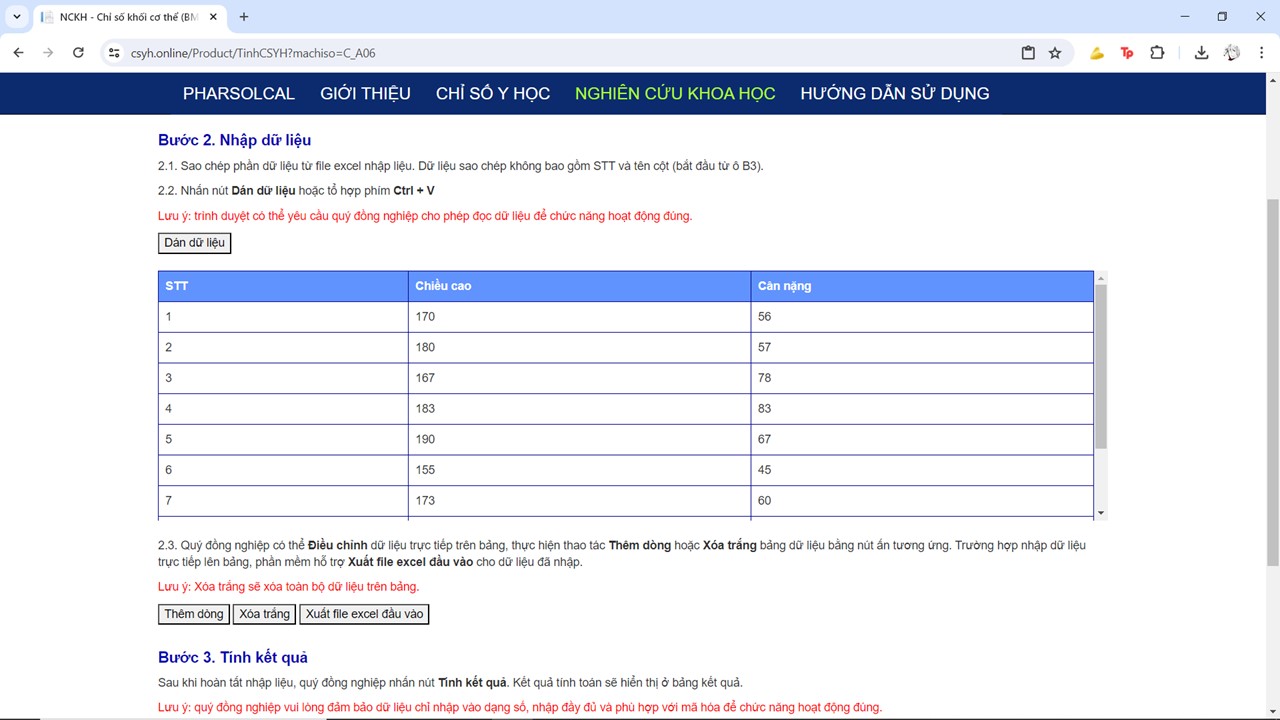 NCKH - Chỉ số khối cơ thể (BM
csyh.online/Product/TinhCSYH?machiso=C_A06
PHARSOLCAL GIỚI THIỆU CHỈ SỐ Y HỌC NGHIÊN CỨU KHOA HỌC HƯỚNG DẪN SỬ DỤNG
Bước 2. Nhập dữ liệu
2.1. Sao chép phần dữ liệu từ file excel nhập liệu. Dữ liệu sao chép không bao gồm STT và tên cột (bắt đầu từ ô B3).
2.2. Nhấn nút Dán dữ liệu hoặc tổ hợp phím Ctrl + V
Lưu ý: trình duyệt có thể yêu cầu quý đồng nghiệp cho phép đọc dữ liệu để chức năng hoạt động đúng.
Dán dữ liệu
STT Chiều cao Cân nặng
1 170 56
2 180 57
3 167 78
4 183 83
5 190 67
6 155 45
7 173 60
2.3. Quý đồng nghiệp có thể Điều chỉnh dữ liệu trực tiếp trên bảng, thực hiện thao tác Thêm dòng hoặc Xóa trắng bảng dữ liệu bằng nút ấn tương ứng. Trường hợp nhập dữ liệu
trực tiếp lên bảng, phần mềm hỗ trợ Xuất file excel đầu vào cho dữ liệu đã nhập.
Lưu ý: Xóa trắng sẽ xóa toàn bộ dữ liệu trên bảng.
Thêm dòng Xóa trắng Xuất file excel đầu vào
Bước 3. Tính kết quả
Sau khi hoàn tất nhập liệu, quý đồng nghiệp nhấn nút Tính kết quả. Kết quả tính toán sẽ hiển thị ở bảng kết quả.
Lưu ý: quý đồng nghiệp vui lòng đảm bảo dữ liệu chỉ nhập vào dạng số, nhập đầy đủ và phù hợp với mã hóa để chức năng hoạt động đúng.